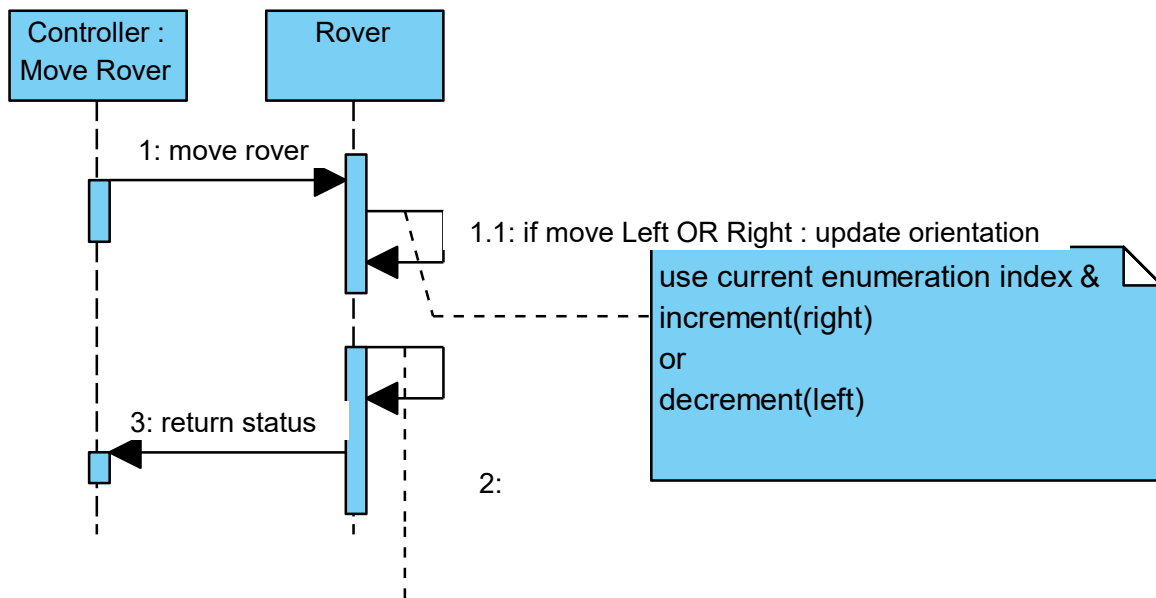 Controller :
Move Rover
Rover
1: move rover
1.1: if move Left OR Right : update orientation
use current enumeration index &
increment(right)
or
decrement(left)
3: return status
2: